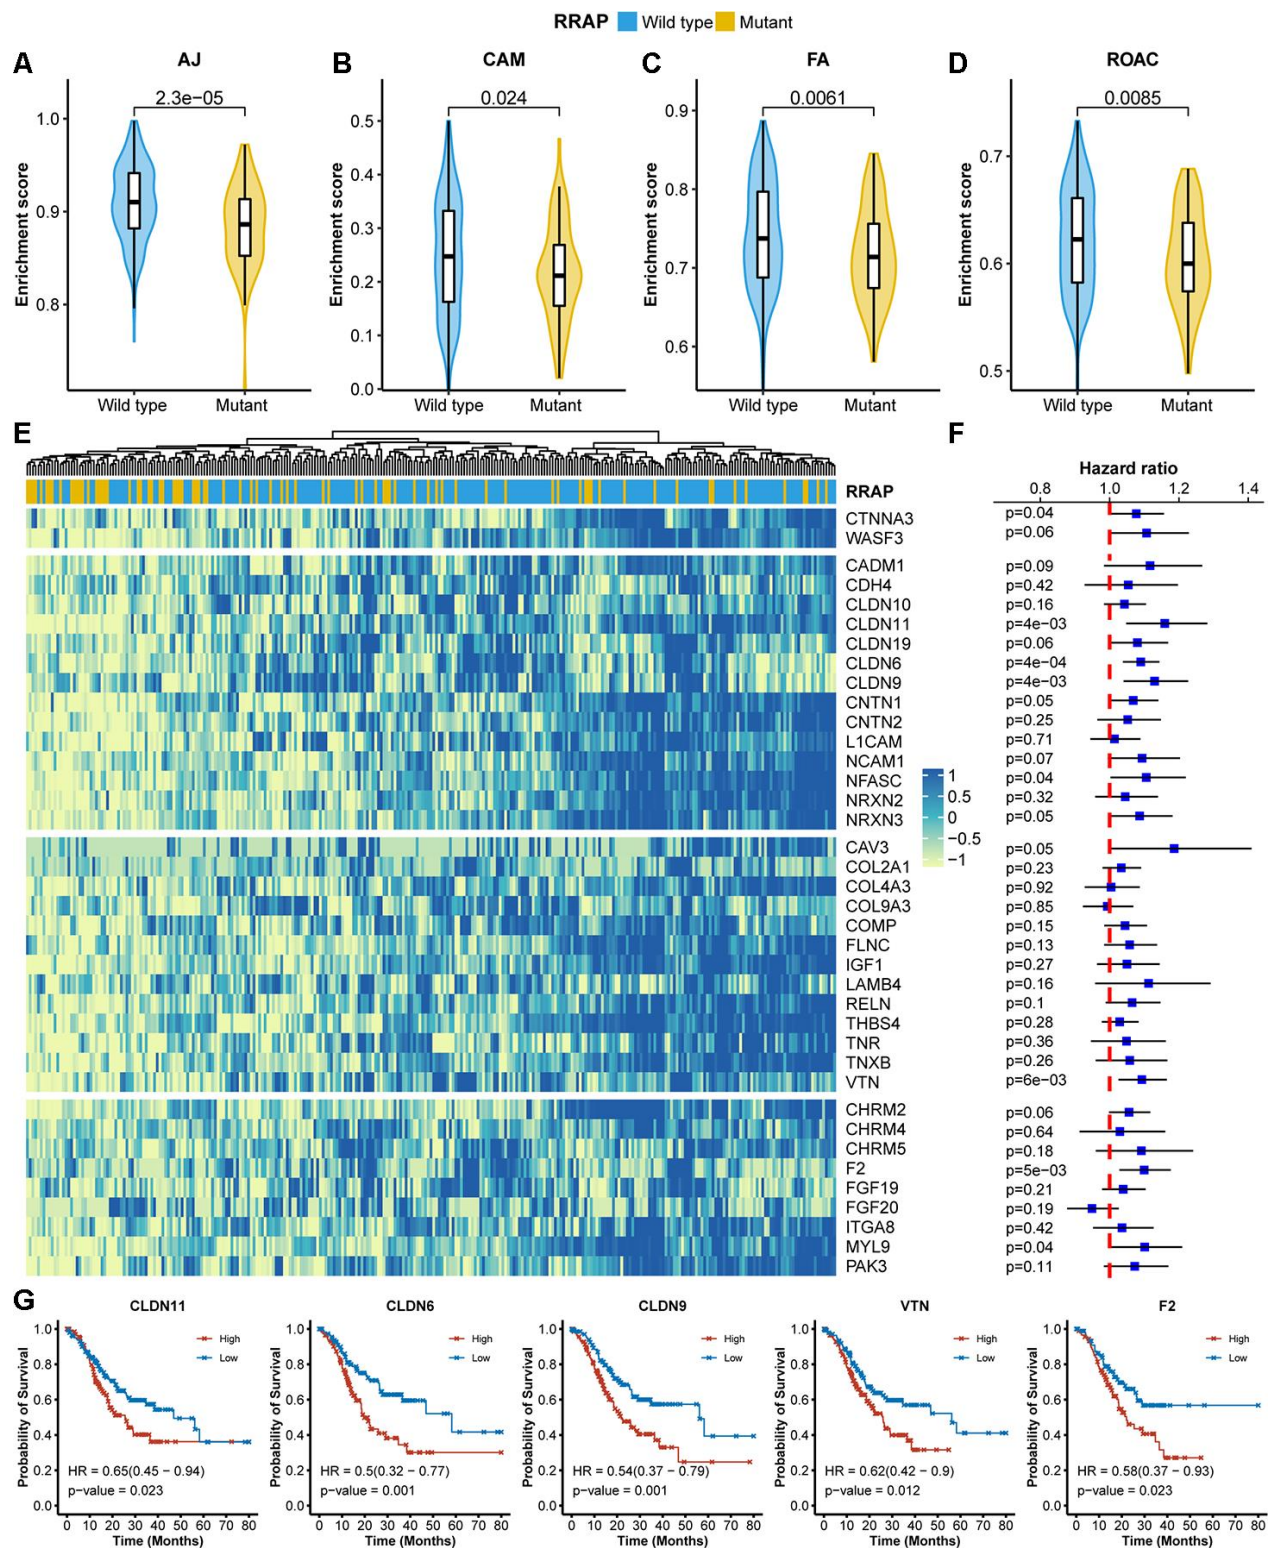 RRAP Wild type Mutant
A AJ
2.3e−05
Enrichment score
1.0
0.9
0.8
Wild type Mutant
B CAM
0.024
Enrichment score
0.5
0.4
0.3
0.2
0.1
0.0
Wild type Mutant
C FA
0.0061
Enrichment score
0.9
0.8
0.7
0.6
Wild type Mutant
D ROAC
0.0085
Enrichment score
0.7
0.6
0.5
Wild type Mutant
E
RRAP
CTNNA3
WASF3
CADM1
CDH4
CLDN10
CLDN11
CLDN19
CLDN6
CLDN9
CNTN1
CNTN2
L1CAM
NCAM1
NFASC
NRXN2
NRXN3
CAV3
COL2A1
COL4A3
COL9A3
COMP
FLNC
IGF1
LAMB4
RELN
THBS4
TNR
TNXB
VTN
CHRM2
CHRM4
CHRM5
F2
FGF19
FGF20
ITGA8
MYL9
PAK3
1
0.5
0
−0.5
−1
F
Hazard ratio
0.8 1.0 1.2 1.4
p=0.04
p=0.06
p=0.09
p=0.42
p=0.16
p=4e−03
p=0.06
p=4e−04
p=4e−03
p=0.05
p=0.25
p=0.71
p=0.07
p=0.04
p=0.32
p=0.05
p=0.05
p=0.23
p=0.92
p=0.85
p=0.15
p=0.13
p=0.27
p=0.16
p=0.1
p=0.28
p=0.36
p=0.26
p=6e−03
p=0.06
p=0.64
p=0.18
p=5e−03
p=0.21
p=0.19
p=0.42
p=0.04
p=0.11
G CLDN11
Probability of Survival
1.0
0.8
0.6
0.4
0.2
0.0
High
Low
HR = 0.65(0.45 − 0.94)
p−value = 0.023
0 10 20 30 40 50 60 70 80
Time (Months)
CLDN6
Probability of Survival
1.0
0.8
0.6
0.4
0.2
0.0
High
Low
HR = 0.5(0.32 − 0.77)
p−value = 0.001
0 10 20 30 40 50 60 70 80
Time (Months)
CLDN9
Probability of Survival
1.0
0.8
0.6
0.4
0.2
0.0
High
Low
HR = 0.54(0.37 − 0.79)
p−value = 0.001
0 10 20 30 40 50 60 70 80
Time (Months)
VTN
Probability of Survival
1.0
0.8
0.6
0.4
0.2
0.0
High
Low
HR = 0.62(0.42 − 0.9)
p−value = 0.012
0 10 20 30 40 50 60 70 80
Time (Months)
F2
Probability of Survival
1.0
0.8
0.6
0.4
0.2
0.0
High
Low
HR = 0.58(0.37 − 0.93)
p−value = 0.023
0 10 20 30 40 50 60 70 80
Time (Months)